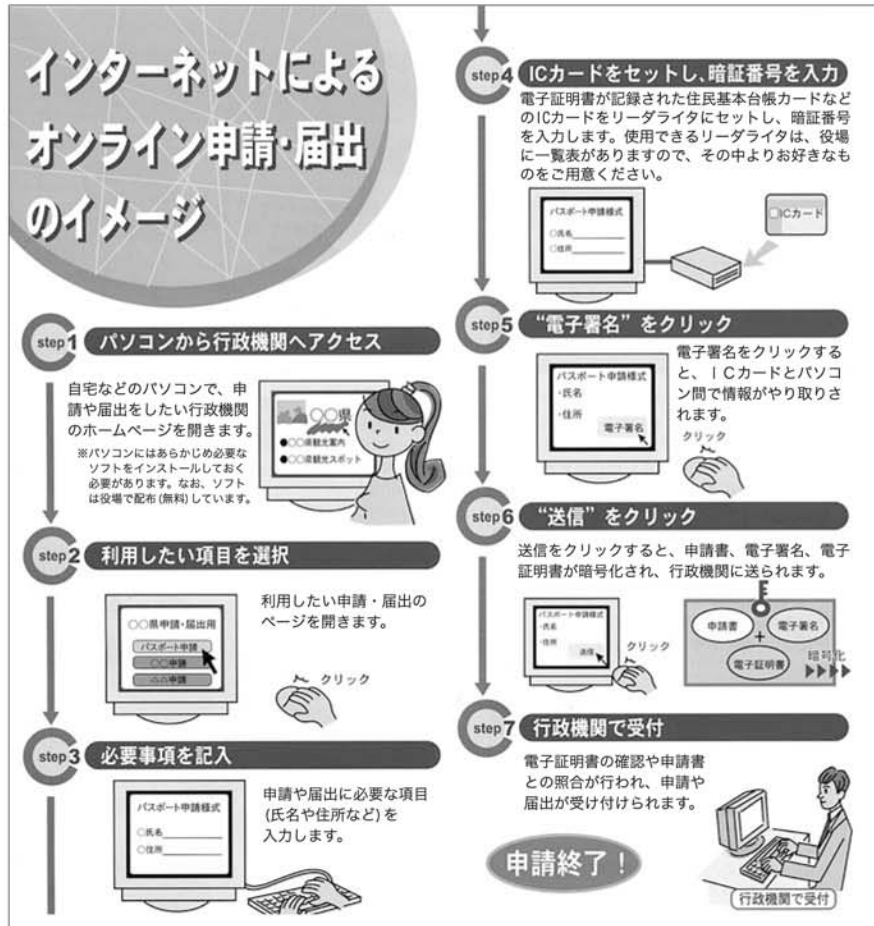 インターネットによる
オンライン申請・届出
のイメージ
step1 パソコンから行政機関へアクセス
自宅などのパソコンで、申
請や届出をしたい行政機関
のホームページを開きます。
※パソコンにはあらかじめ必要な
ソフトをインストールしておく
必要があります。なお、ソフト
は役場で配布(無料)しています。
〇〇県
●〇〇県観光案内
●〇〇県観光スポット
step2 利用したい項目を選択
利用したい申請・届出の
ページを開きます。
〇〇県申請・届出用
パスポート申請
〇〇申請
△△申請
クリック
step3 必要事項を記入
申請や届出に必要な項目
(氏名や住所など)を
入力します。
パスポート申請様式
○氏名
○住所
step4 ICカードをセットし、暗証番号を入力
電子証明書が記録された住民基本台帳カードなど
のICカードをリーダライタにセットし、暗証番号
を入力します。使用できるリーダライタは、役場
に一覧表がありますので、その中よりお好きなも
のをご用意ください。
パスポート申請様式
○氏名
○住所
ICカード
step5 “電子署名”をクリック
電子署名をクリックする
と、ＩＣカードとパソコ
ン間で情報がやり取りさ
れます。
パスポート申請様式
・氏名
・住所
電子署名
クリック
step6 “送信”をクリック
送信をクリックすると、申請書、電子署名、電子
証明書が暗号化され、行政機関に送られます。
パスポート申請様式
・氏名
・住所
送信
クリック
申請書
+
電子署名
電子証明書
暗号化
step7 行政機関で受付
電子証明書の確認や申請書
との照合が行われ、申請や
届出が受け付けられます。
申請終了！
行政機関で受付